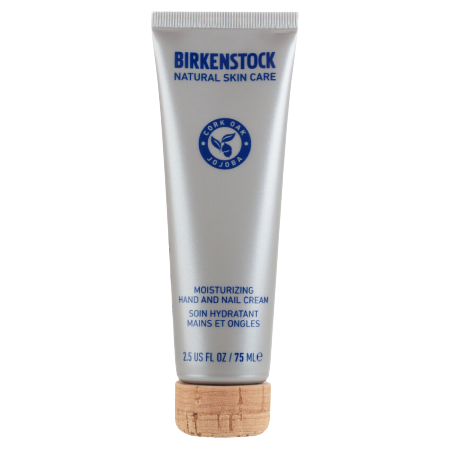 BIRKENSTOCK
NATURAL SKIN CARE
CORK OAK
JOJOBA
MOISTURIZING
HAND AND NAIL CREAM
SOIN HYDRATANT
MAINS ET ONGLES
2.5 US FL OZ / 75 ML℮